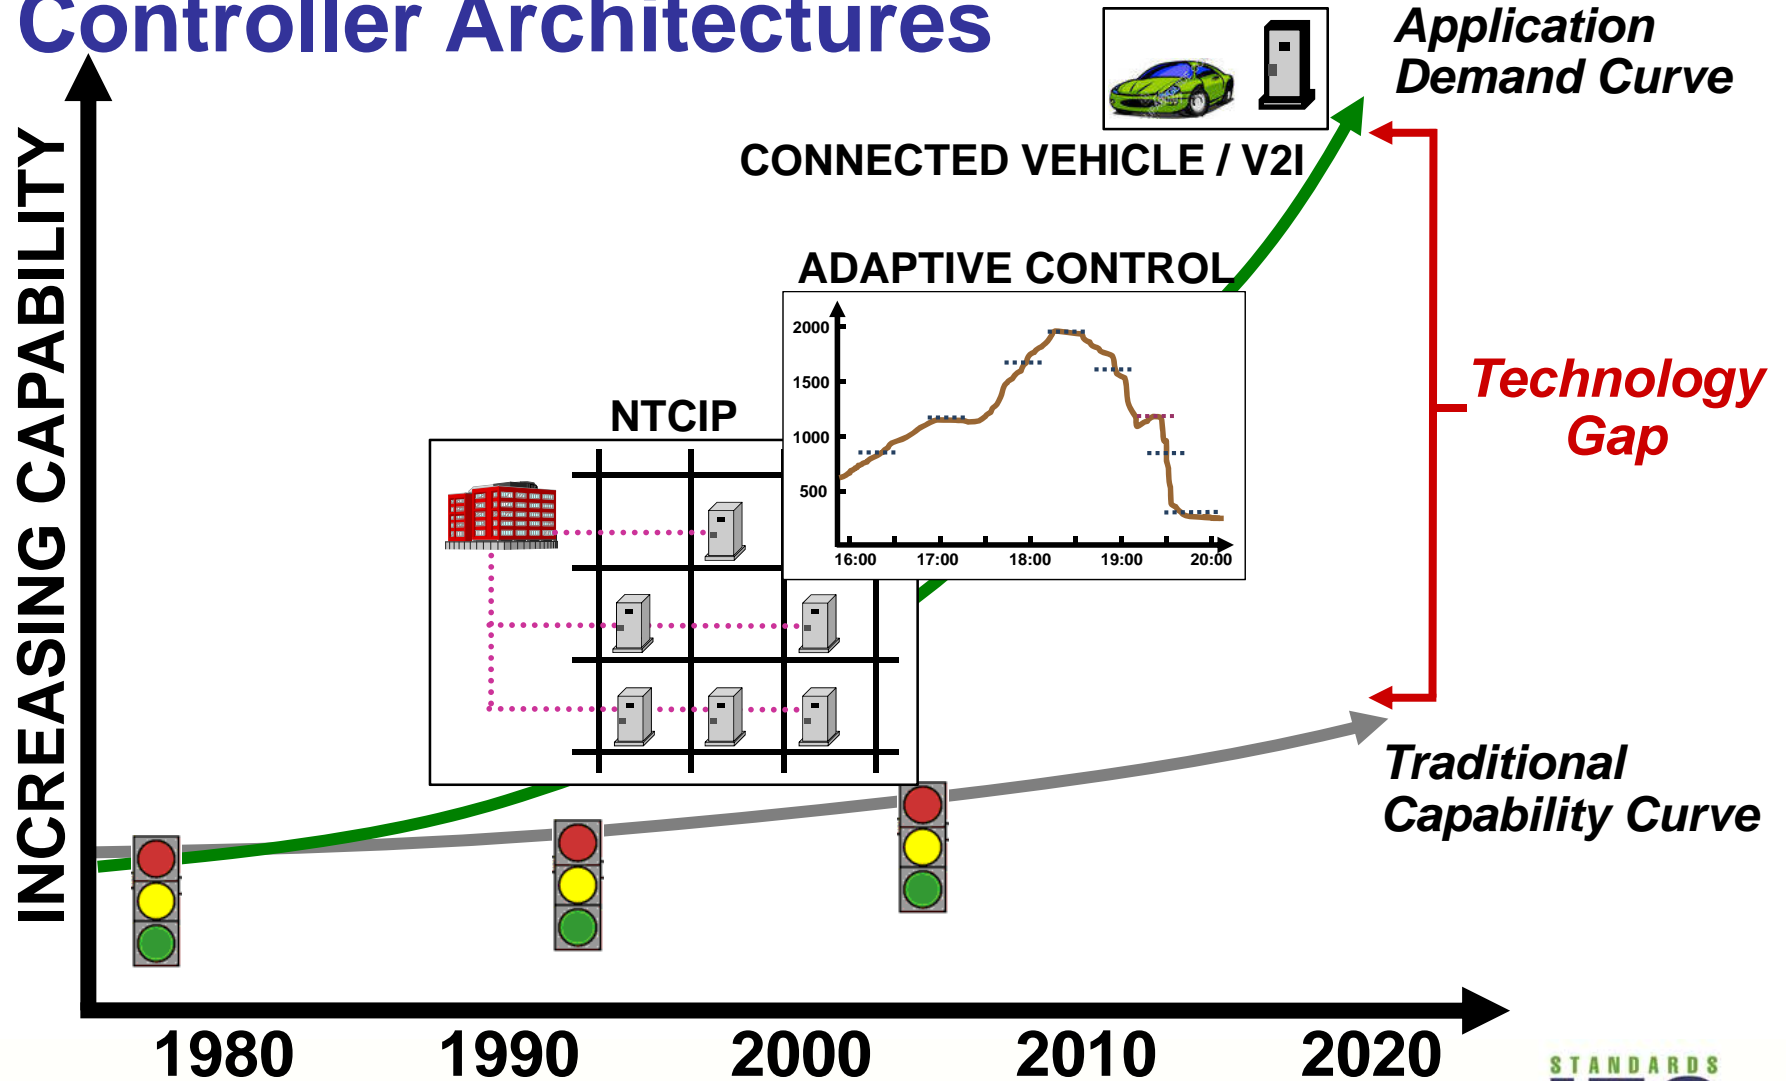 Controller Architectures
Application
Demand Curve
CONNECTED VEHICLE / V2I
ADAPTIVE CONTROL
2000
1500
1000
500
16:00 17:00 18:00 19:00 20:00
NTCIP
Technology
Gap
Traditional
Capability Curve
INCREASING CAPABILITY
1980 1990 2000 2010 2020
STANDARDS